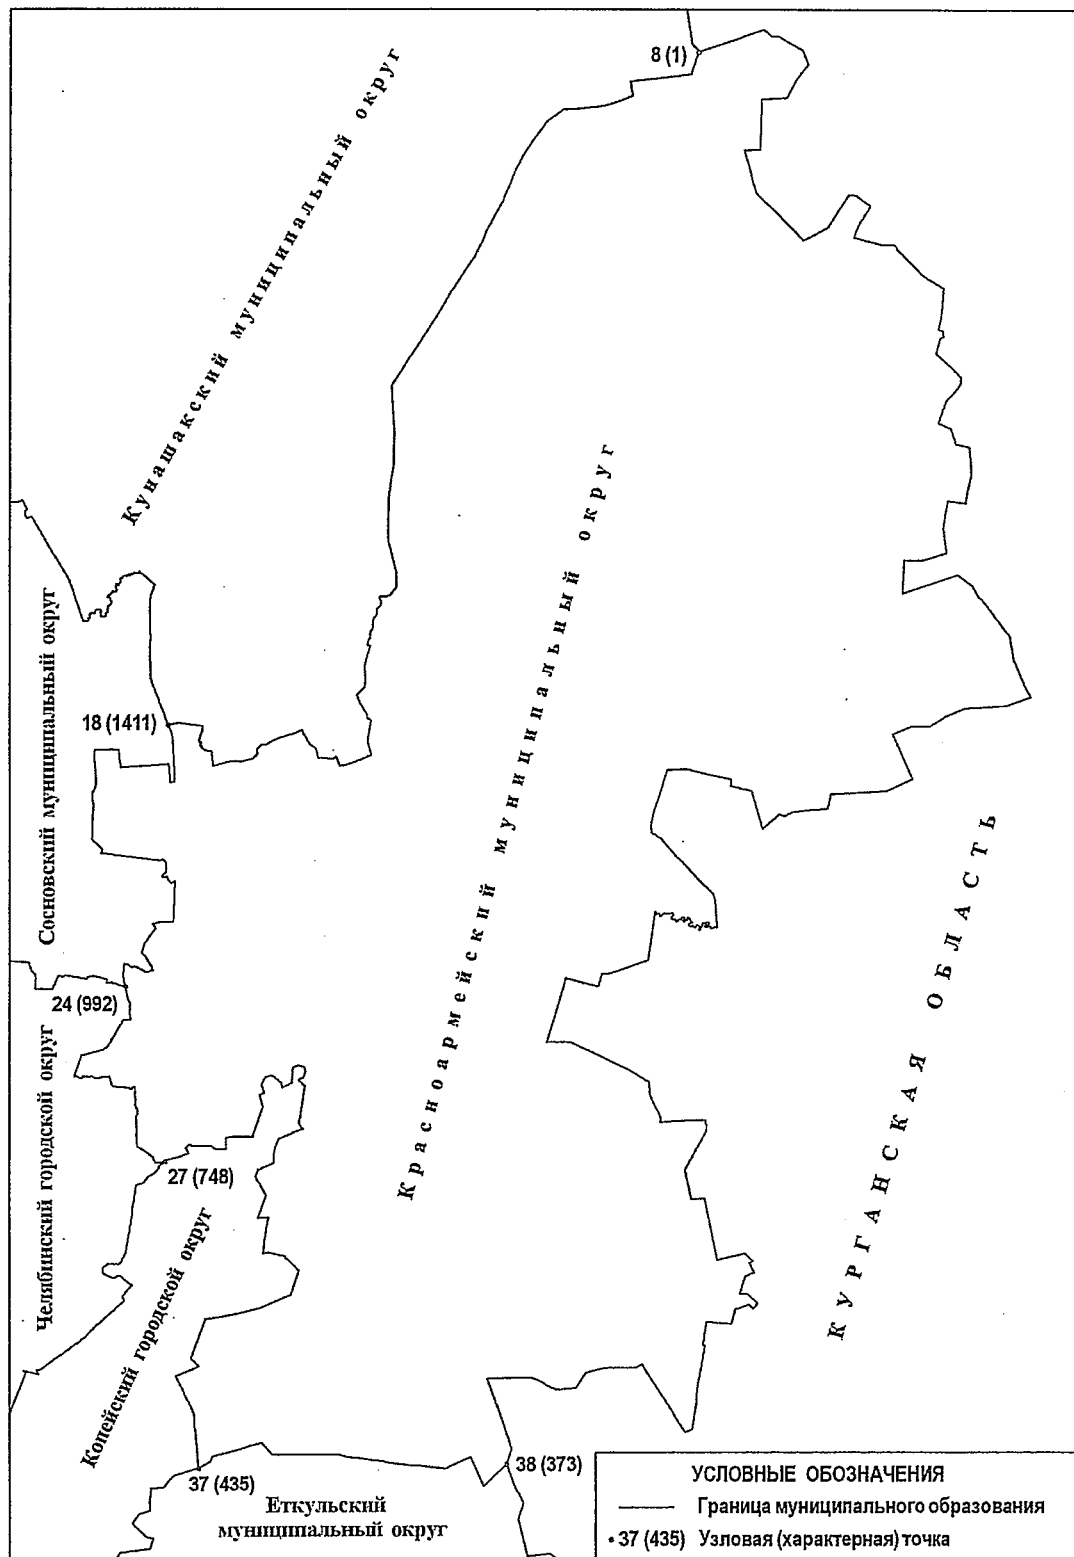 8 (1)
Кунашакский муниципальный округ
Красноармейский муниципальный округ
Сосновский муниципальный округ
18 (1411)
КУРГАНСКАЯ ОБЛАСТЬ
24 (992)
Челябинский городской округ
27 (748)
Копейский городской округ
38 (373)
37 (435)
Еткульский
муниципальный округ
УСЛОВНЫЕ ОБОЗНАЧЕНИЯ
Граница муниципального образования
• 37 (435) Узловая (характерная) точка